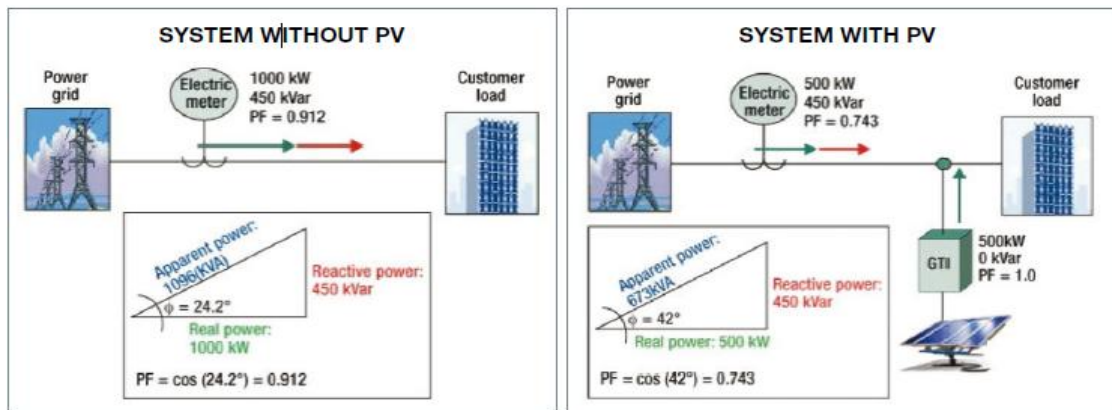 SYSTEM WITHOUT PV
Power
grid
Electric
meter
1000 kW
450 kVar
PF = 0.912
Customer
load
Apparent power:
1096(KVA)
Reactive power:
450 kVar
ϕ = 24.2°
Real power:
1000 kW
PF = cos (24.2°) = 0.912
SYSTEM WITH PV
Power
grid
Electric
meter
500 kW
450 kVar
PF = 0.743
Customer
load
Apparent power:
673kVA
Reactive power:
450 kVar
ϕ = 42°
Real power: 500 kW
PF = cos (42°) = 0.743
GTII
500kW
0 kVar
PF = 1.0